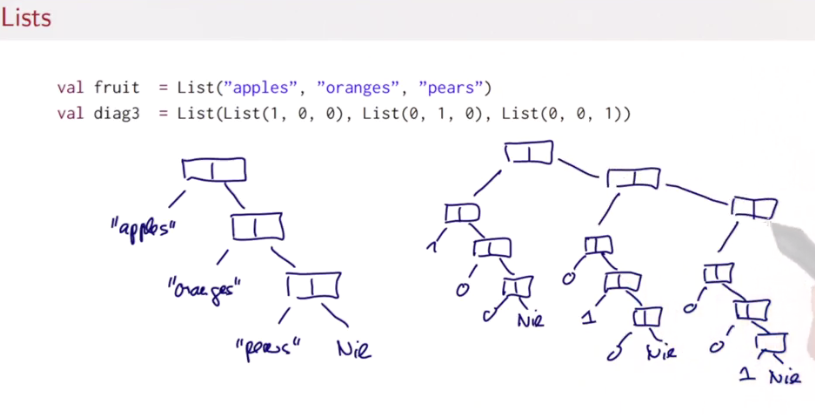 Lists
val fruit = List("apples", "oranges", "pears")
val diag3 = List(List(1, 0, 0), List(0, 1, 0), List(0, 0, 1))
"apples"
"oranges"
"pears" Nil
1
0
0 Nil
0
1
0 Nil
0
0
1 Nil